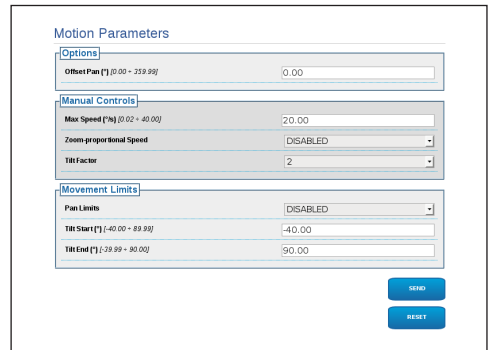 Motion Parameters
Options
Offset Pan (°) [0.00 ÷ 359.99] 0.00
Manual Controls
Max Speed (°/s) [0.02 ÷ 40.00] 20.00
Zoom-proportional Speed DISABLED
Tilt Factor 2
Movement Limits
Pan Limits DISABLED
Tilt Start (°) [-40.00 ÷ 89.99] -40.00
Tilt End (°) [-39.99 ÷ 90.00] 90.00
SEND
RESET